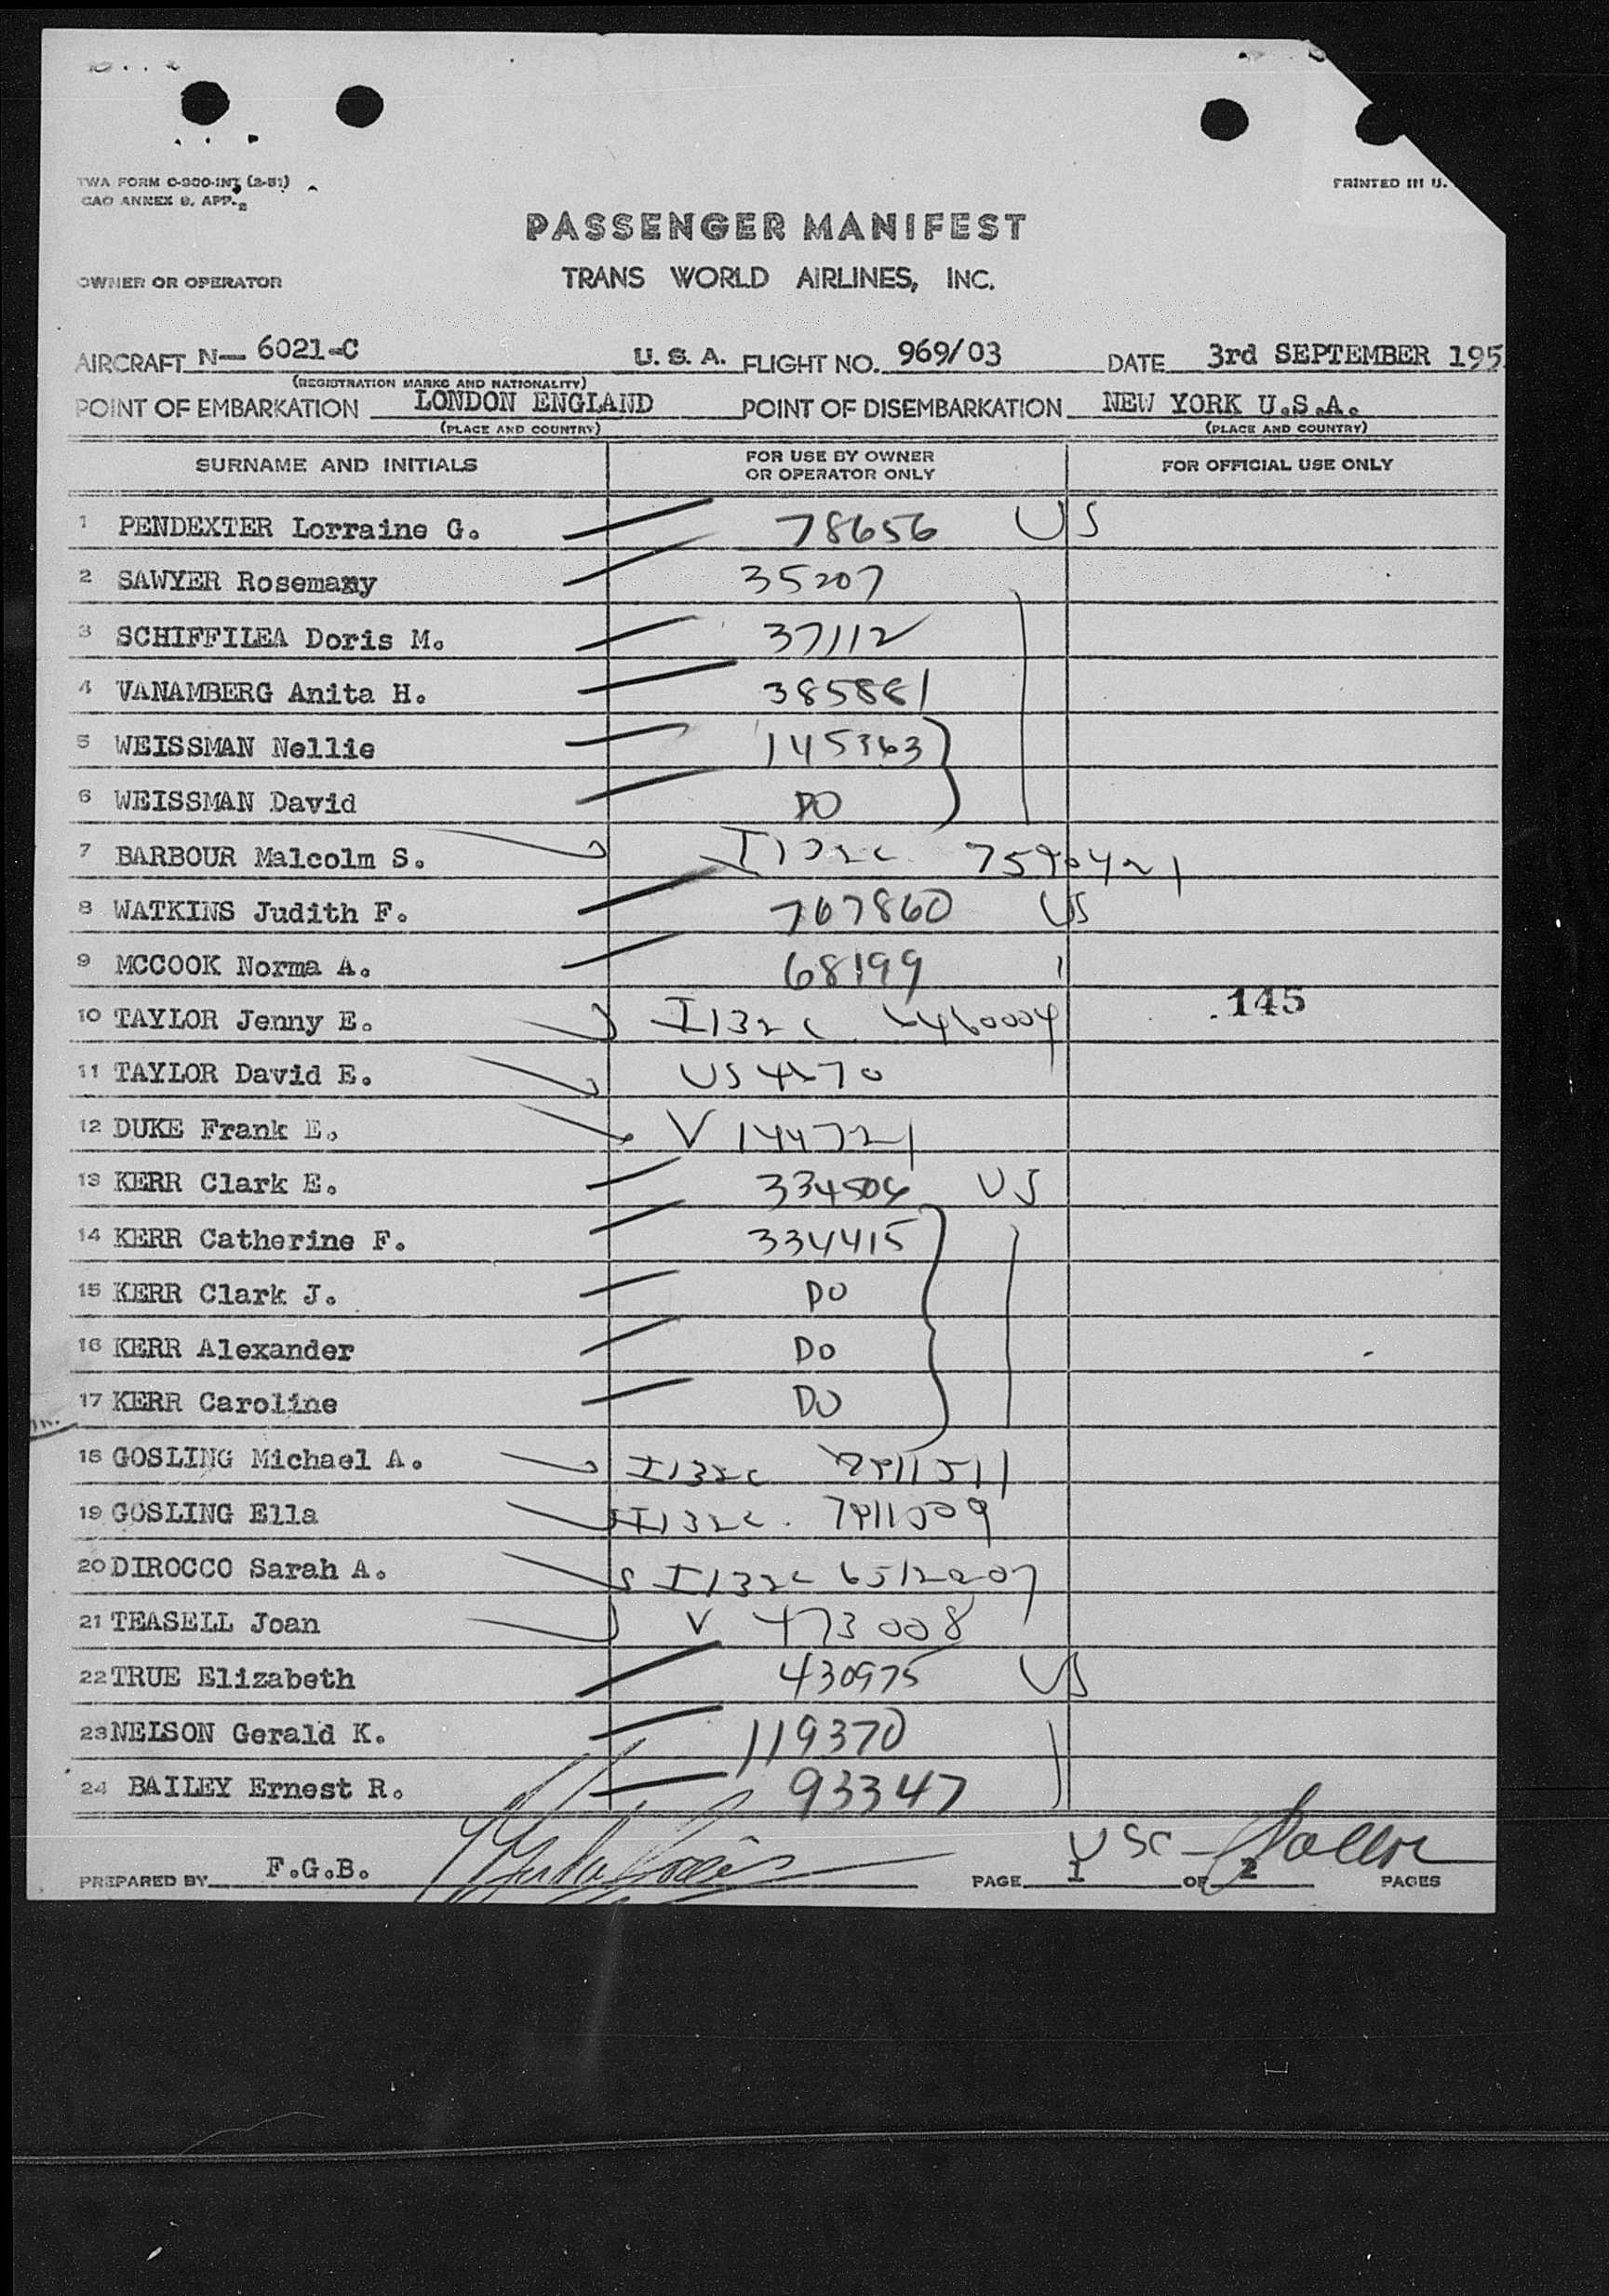 TWA FORM C-300-INT (2-51)
CAO ANNEX 9, APP. 2
PRINTED IN U.
PASSENGER MANIFEST
OWNER OR OPERATOR TRANS WORLD AIRLINES, INC.
AIRCRAFT N— 6021-C U. S. A. FLIGHT NO. 969/03 DATE 3rd SEPTEMBER 195
(REGISTRATION MARKS AND NATIONALITY)
POINT OF EMBARKATION LONDON ENGLAND POINT OF DISEMBARKATION NEW YORK U.S.A.
(PLACE AND COUNTRY) (PLACE AND COUNTRY)
SURNAME AND INITIALS FOR USE BY OWNER OR OPERATOR ONLY FOR OFFICIAL USE ONLY
1 PENDEXTER Lorraine G. 78656 US
2 SAWYER Rosemary 35207
3 SCHIFFILEA Doris M. 37112
4 VANAMBERG Anita H. 385881
5 WEISSMAN Nellie 145363
6 WEISSMAN David DO
7 BARBOUR Malcolm S. I132c
8 WATKINS Judith F. 767860 US
9 MCCOOK Norma A. 68199
145
10 TAYLOR Jenny E. I132c
11 TAYLOR David E. US
12 DUKE Frank E. V 144721
13 KERR Clark E. 334506 US
14 KERR Catherine F. 334415
15 KERR Clark J. DO
16 KERR Alexander DO
17 KERR Caroline DO
18 GOSLING Michael A. I132c
19 GOSLING Ella I132c
20 DIROCCO Sarah A. I132c 6512207
21 TEASELL Joan V 473008
22 TRUE Elizabeth 430975 US
23 NELSON Gerald K. 119370
24 BAILEY Ernest R. 93347
USC
PREPARED BY F.G.B. PAGE 1 OF 2 PAGES